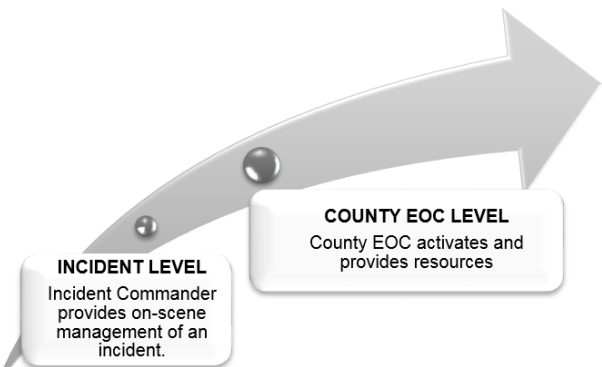 INCIDENT LEVEL
Incident Commander
provides on-scene
management of an
incident.
COUNTY EOC LEVEL
County EOC activates and
provides resources